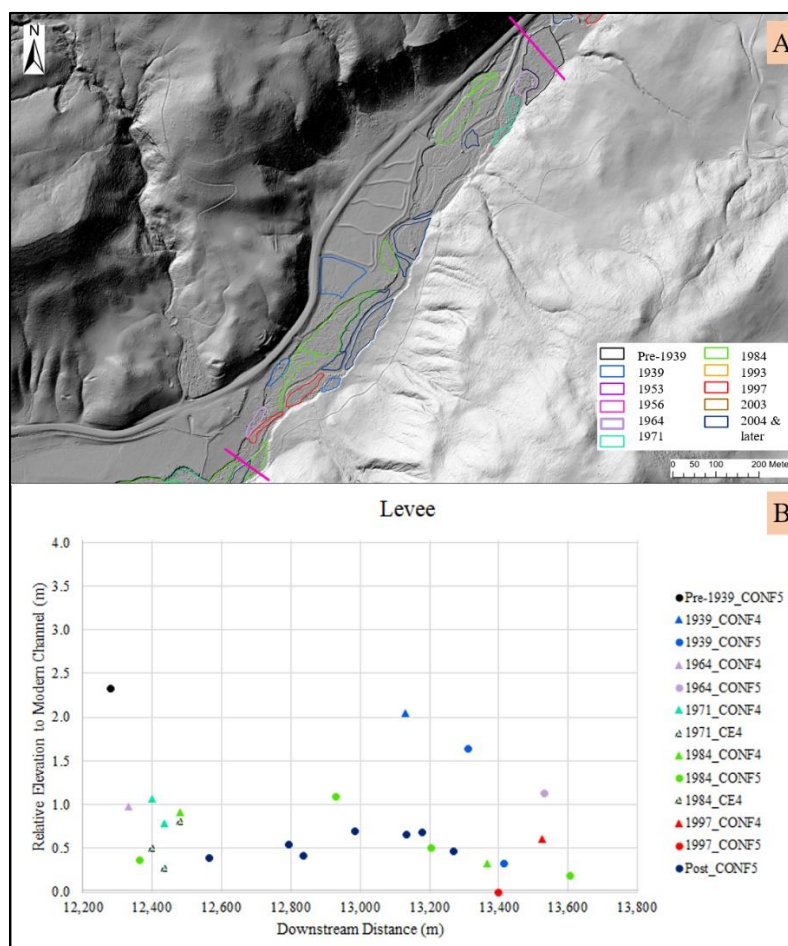 N
A
Pre-1939
1939
1953
1956
1964
1971
1984
1993
1997
2003
2004 &
later
0 50 100 200 Mete
B
Levee
Relative Elevation to Modern Channel (m)
4.0
3.5
3.0
2.5
2.0
1.5
1.0
0.5
0.0
12,200 12,400 12,600 12,800 13,000 13,200 13,400 13,600 13,800
Downstream Distance (m)
Pre-1939_CONF5
1939_CONF4
1939_CONF5
1964_CONF4
1964_CONF5
1971_CONF4
1971_CE4
1984_CONF4
1984_CONF5
1984_CE4
1997_CONF4
1997_CONF5
Post_CONF5